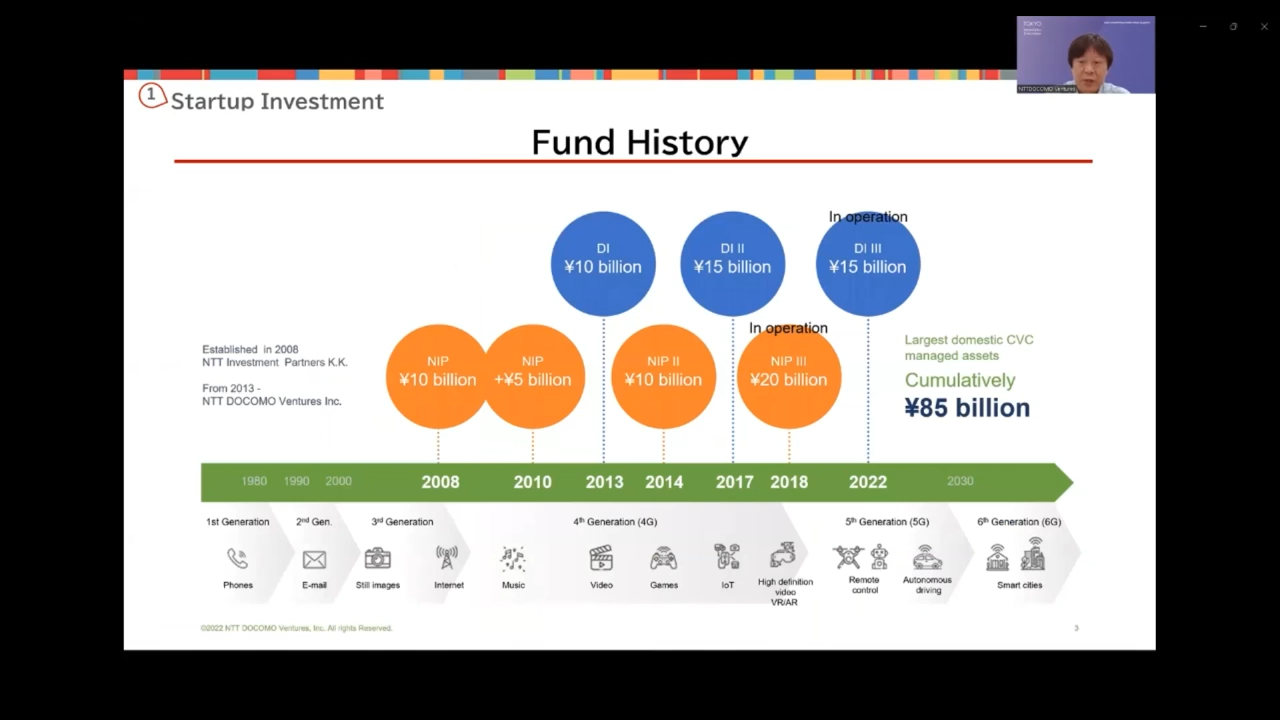 TOKYO
NTTDOCOMO Ventures
1
Startup Investment
Fund History
In operation
DI
¥10 billion
DI II
¥15 billion
DI III
¥15 billion
In operation
NIP
¥10 billion
NIP
+¥5 billion
NIP II
¥10 billion
NIP III
¥20 billion
Established in 2008
NTT Investment Partners K.K.
From 2013 -
NTT DOCOMO Ventures Inc.
Largest domestic CVC
managed assets
Cumulatively
¥85 billion
1980 1990 2000 2008 2010 2013 2014 2017 2018 2022 2030
1st Generation 2nd Gen. 3rd Generation 4th Generation (4G) 5th Generation (5G) 6th Generation (6G)
Phones
E-mail
Still images
Internet
Music
Video
Games
IoT
High definition
video
VR/AR
Remote
control
Autonomous
driving
Smart cities
©2022 NTT DOCOMO Ventures, Inc. All rights Reserved.
3